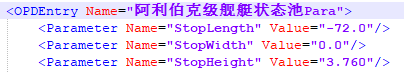 <OPDEntry Name="阿利伯克级舰艇状态池Para">
<Parameter Name="StopLength" Value="-72.0"/>
<Parameter Name="StopWidth" Value="0.0"/>
<Parameter Name="StopHeight" Value="3.760"/>